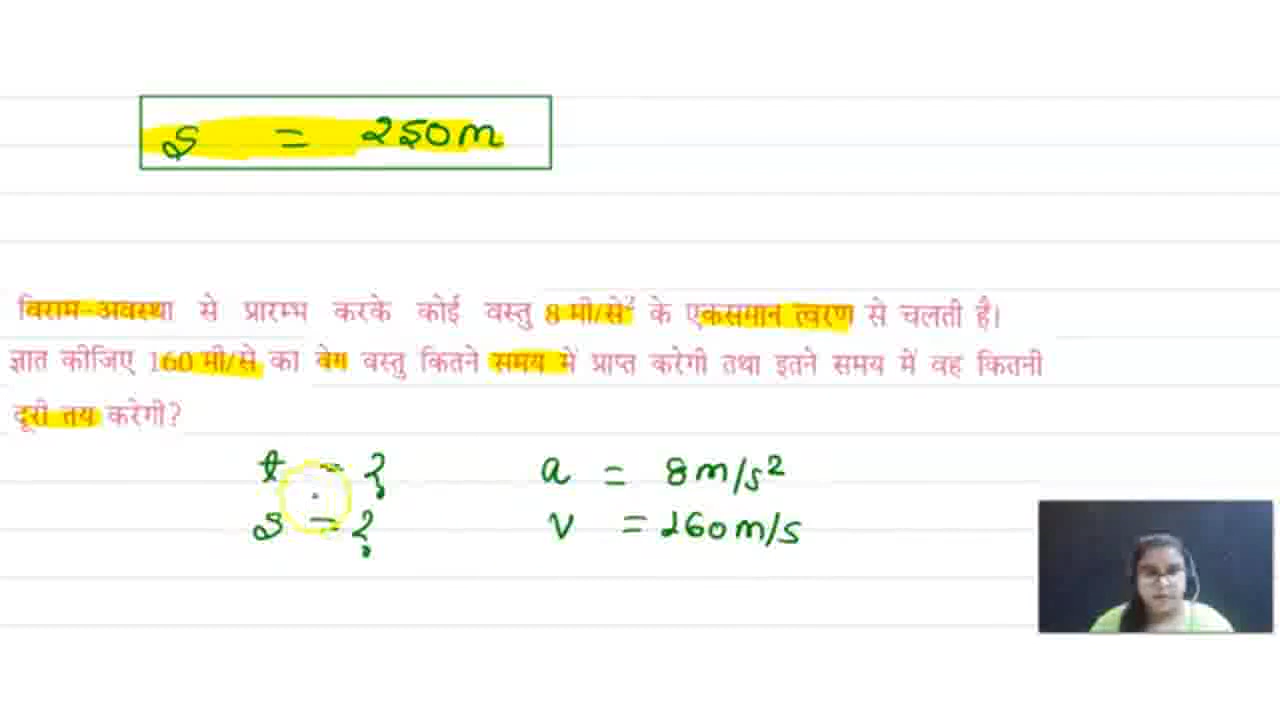 s = 250m
विराम-अवस्था से प्रारम्भ करके कोई वस्तु 8 मी/से² के एकसमान त्वरण से चलती है।
ज्ञात कीजिए 160 मी/से का वेग वस्तु कितने समय में प्राप्त करेगी तथा इतने समय में वह कितनी
दूरी तय करेगी?
t = ? a = 8m/s²
s = ? v = 160m/s